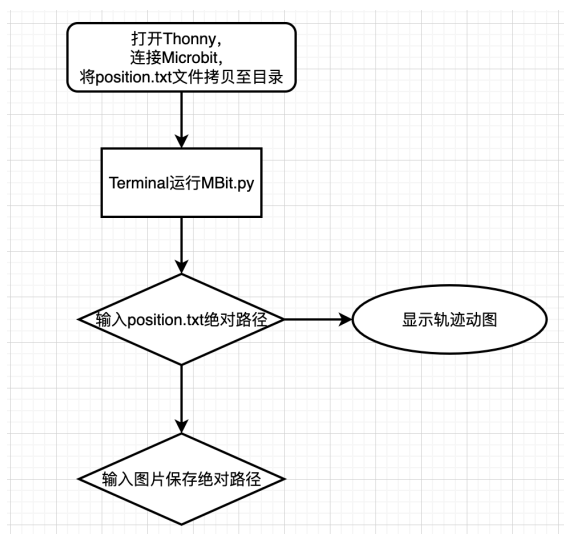 打开Thonny，
连接Microbit，
将position.txt文件拷贝至目录
Terminal运行MBit.py
输入position.txt绝对路径
显示轨迹动图
输入图片保存绝对路径